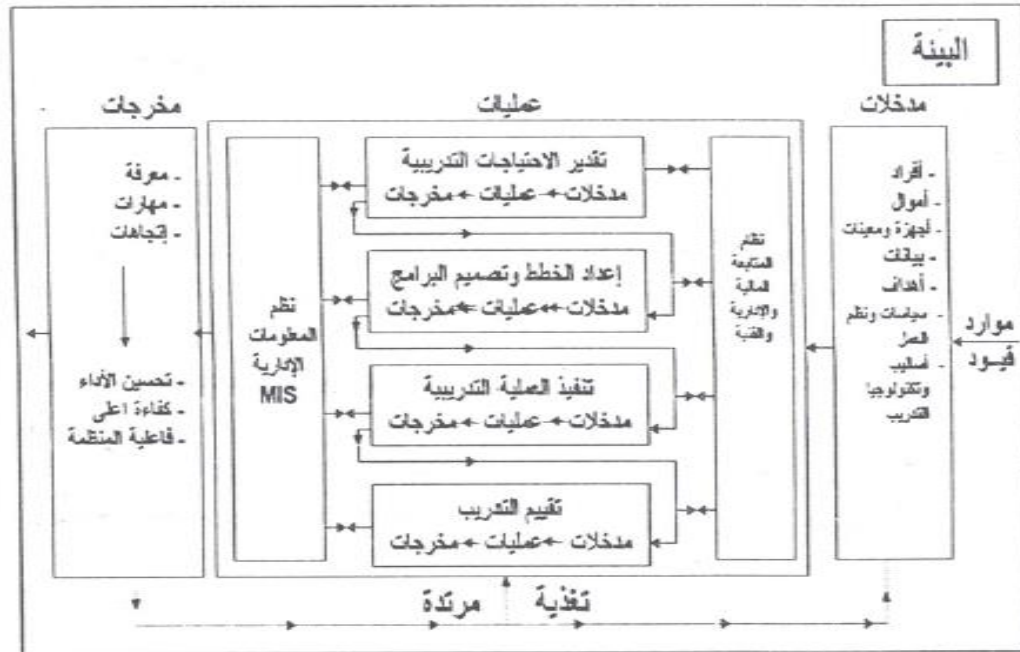 البيئة
مدخلات
عمليات
مخرجات
موارد
قيود
- أفراد
- أموال
- أجهزة ومعينات
- بيانات
- أهداف
- سياسات ونظم
العمل
- أساليب
وتكنولوجيا
التدريب
نظام
المتابعة
المالية
والإدارية
والفنية
تقدير الاحتياجات التدريبية
مدخلات ← عمليات ← مخرجات
إعداد الخطط وتصميم البرامج
مدخلات ← عمليات ← مخرجات
تنفيذ العملية التدريبية
مدخلات ← عمليات ← مخرجات
تقييم التدريب
مدخلات ← عمليات ← مخرجات
نظم
المعلومات
الإدارية
MIS
- معرفة
- مهارات
- إتجاهات
- تحسين الأداء
- كفاءة اعلى
- فاعلية المنظمة
تغذية مرتدة